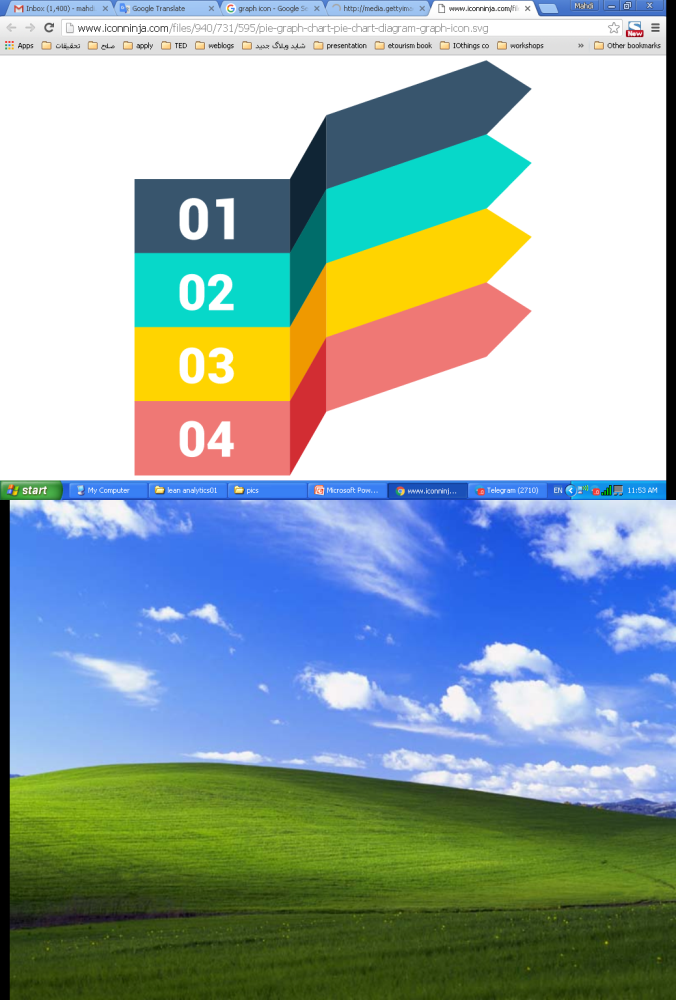 Inbox (1,400) - mahdi
Google Translate
graph icon - Google Se
http://media.gettyima
www.iconninja.com/fil
Mahdi
www.iconninja.com/files/940/731/595/pie-graph-chart-pie-chart-diagram-graph-icon.svg
New
Apps
تحقیقات
صلح
apply
TED
weblogs
شاید وبلاگ جدید
presentation
etourism book
IOthings co
workshops
»
Other bookmarks
01
02
03
04
start
My Computer
lean analytics01
pics
Microsoft Pow...
www.iconninj...
Telegram (2710)
EN
11:53 AM